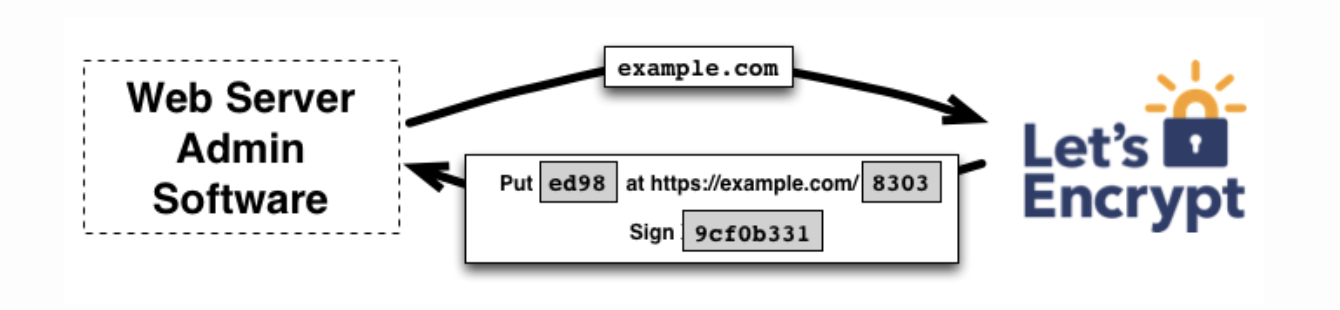 Web Server
Admin
Software
example.com
Put ed98 at https://example.com/ 8303
Sign 9cf0b331
Let's
Encrypt